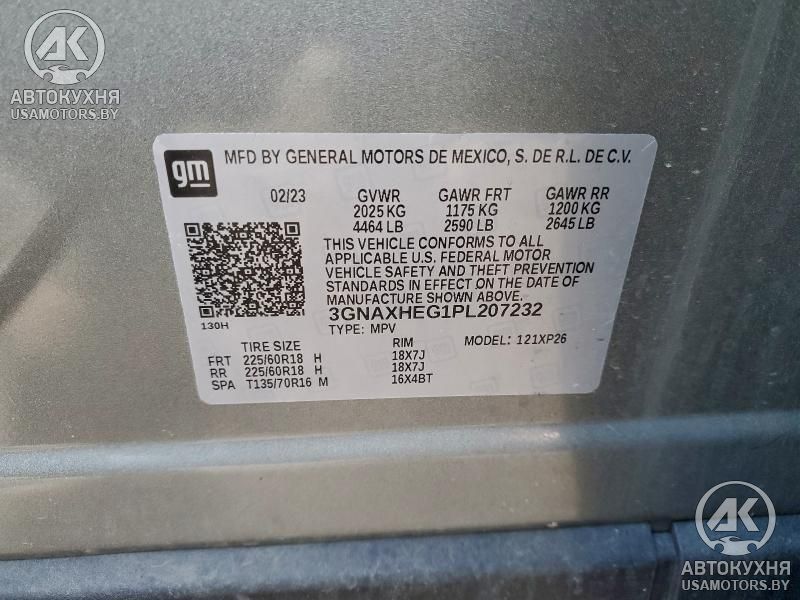 AK
АВТОКУХНЯ
USAMOTORS.BY
gm
MFD BY GENERAL MOTORS DE MEXICO, S. DE R.L. DE C.V.
02/23 GVWR GAWR FRT GAWR RR
2025 KG 1175 KG 1200 KG
4464 LB 2590 LB 2645 LB
THIS VEHICLE CONFORMS TO ALL
APPLICABLE U.S. FEDERAL MOTOR
VEHICLE SAFETY AND THEFT PREVENTION
STANDARDS IN EFFECT ON THE DATE OF
MANUFACTURE SHOWN ABOVE.
130H 3GNAXHEG1PL207232
TYPE: MPV MODEL: 121XP26
TIRE SIZE RIM
FRT 225/60R18 H 18X7J
RR 225/60R18 H 18X7J
SPA T135/70R16 M 16X4BT
AK
АВТОКУХНЯ
USAMOTORS.BY